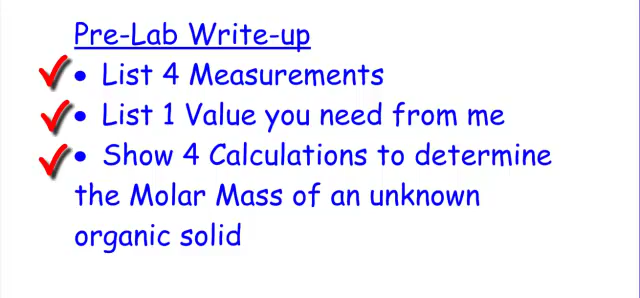 Pre-Lab Write-up
• List 4 Measurements
• List 1 Value you need from me
• Show 4 Calculations to determine
the Molar Mass of an unknown
organic solid